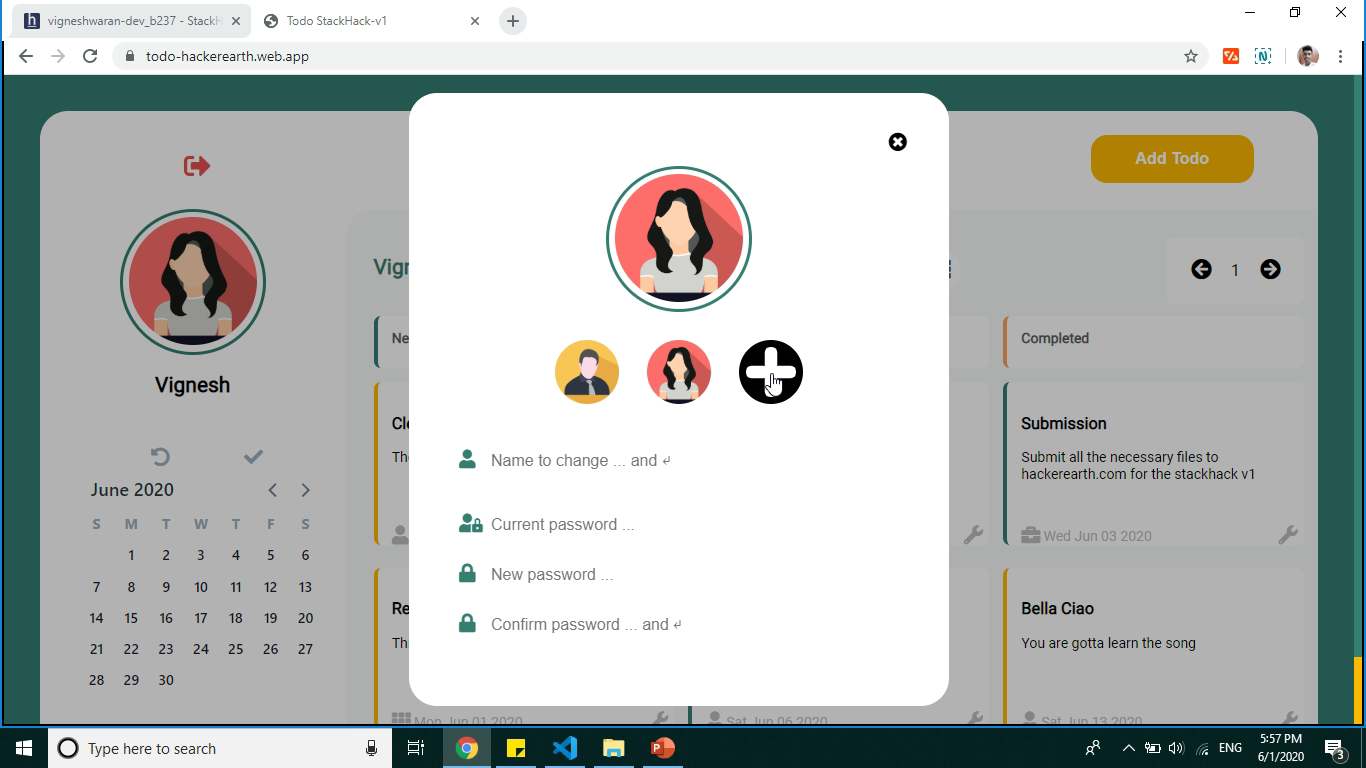 vigneshwaran-dev_b237 - StackH
Todo StackHack-v1
todo-hackerearth.web.app
Add Todo
Vign
1
Ne
Completed
Vignesh
Name to change ... and ↵
Current password ...
New password ...
Confirm password ... and ↵
June 2020
S M T W T F S
1 2 3 4 5 6
7 8 9 10 11 12 13
14 15 16 17 18 19 20
21 22 23 24 25 26 27
28 29 30
Cle
The
Submission
Submit all the necessary files to
hackerearth.com for the stackhack v1
Wed Jun 03 2020
Re
Thi
Mon Jun 01 2020
Sat Jun 06 2020
Bella Ciao
You are gotta learn the song
Sat Jun 13 2020
Type here to search
ENG
5:57 PM
6/1/2020
3